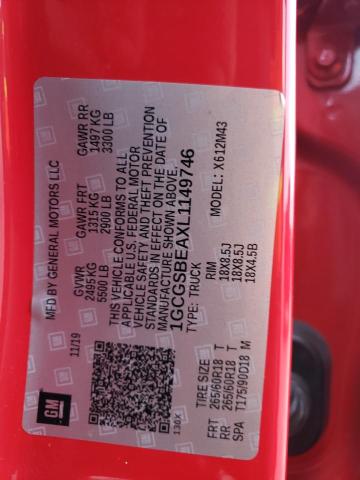 MFD BY GENERAL MOTORS LLC
11/19 GVWR GAWR FRT GAWR RR
2495 KG 1315 KG 1497 KG
5500 LB 2900 LB 3300 LB
THIS VEHICLE CONFORMS TO ALL
APPLICABLE U.S. FEDERAL MOTOR
VEHICLE SAFETY AND THEFT PREVENTION
STANDARDS IN EFFECT ON THE DATE OF
MANUFACTURE SHOWN ABOVE.
1GCGSBEAXL1149746
TYPE: TRUCK MODEL: X612M43
GM
130X
TIRE SIZE RIM
FRT 265/60R18 T 18X8.5J
RR 265/60R18 T 18X8.5J
SPA T175/90D18 M 18X4.5B